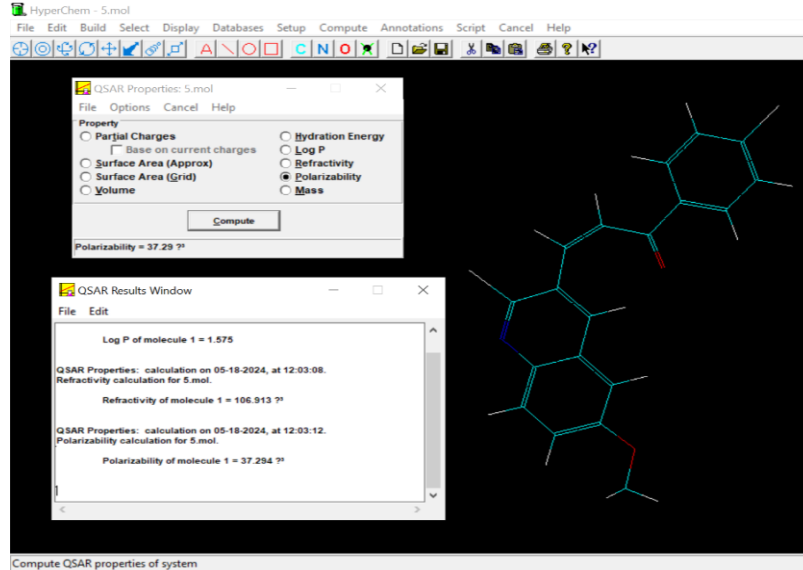 HyperChem - 5.mol
File Edit Build Select Display Databases Setup Compute Annotations Script Cancel Help
A C N O
QSAR Properties: 5.mol
File Options Cancel Help
Property
Partial Charges
Hydration Energy
Base on current charges
Log P
Surface Area (Approx)
Refractivity
Surface Area (Grid)
Polarizability
Volume
Mass
Compute
Polarizability = 37.29 ?³
QSAR Results Window
File Edit
Log P of molecule 1 = 1.575
QSAR Properties: calculation on 05-18-2024, at 12:03:08.
Refractivity calculation for 5.mol.
Refractivity of molecule 1 = 106.913 ?³
QSAR Properties: calculation on 05-18-2024, at 12:03:12.
Polarizability calculation for 5.mol.
Polarizability of molecule 1 = 37.294 ?³
Compute QSAR properties of system